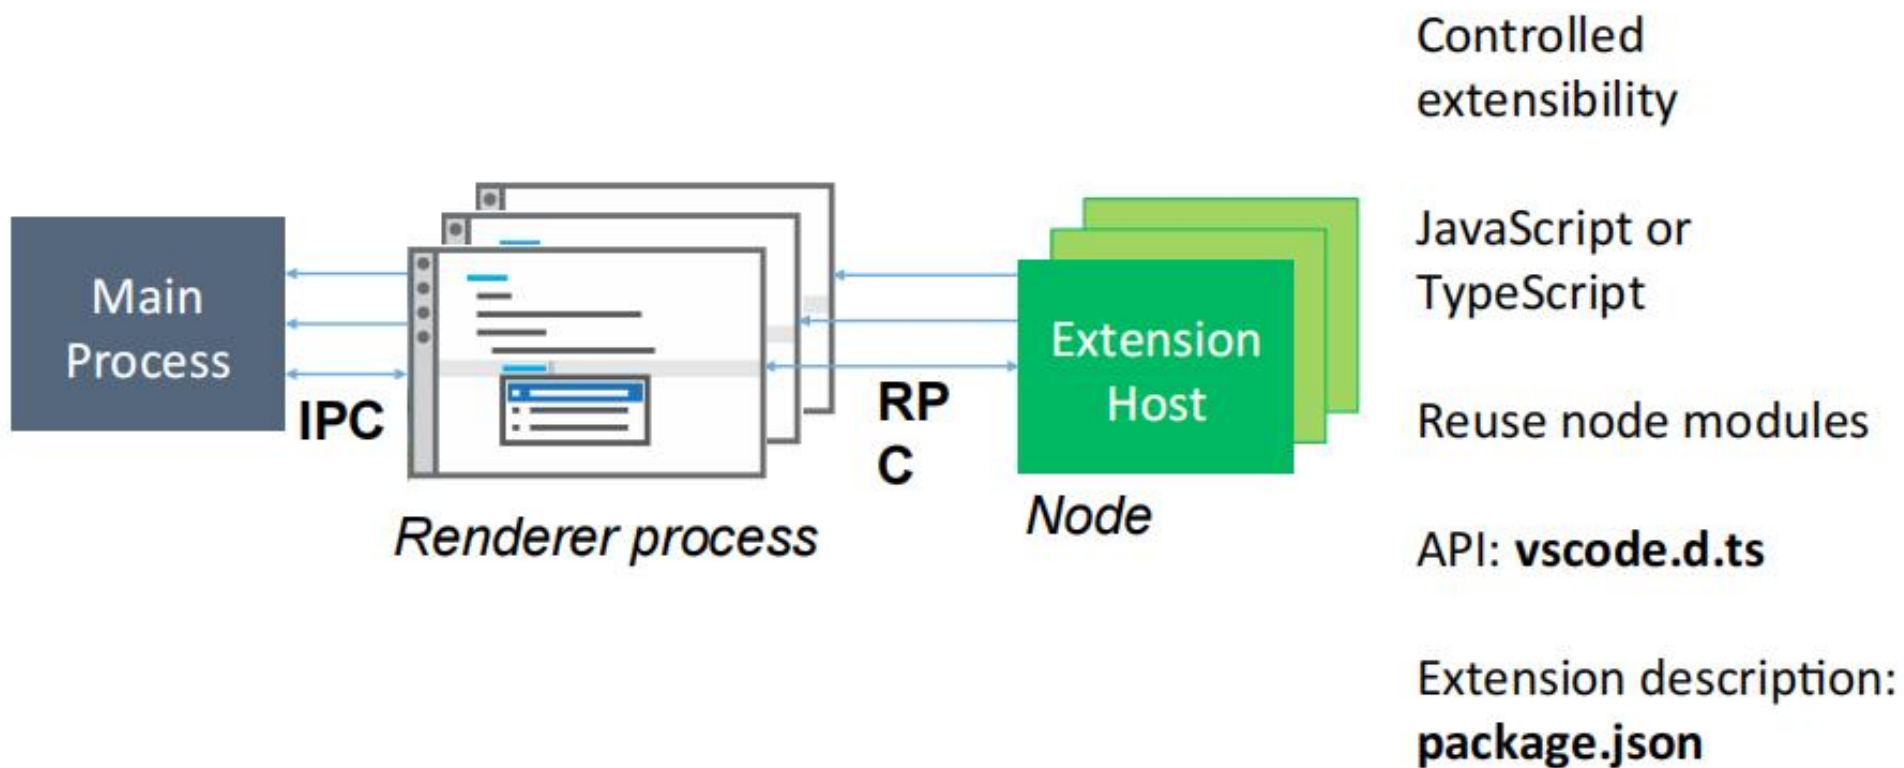 Main
Process
IPC
Renderer process
RP
C
Extension
Host
Node
Controlled
extensibility
JavaScript or
TypeScript
Reuse node modules
API: vscode.d.ts
Extension description:
package.json